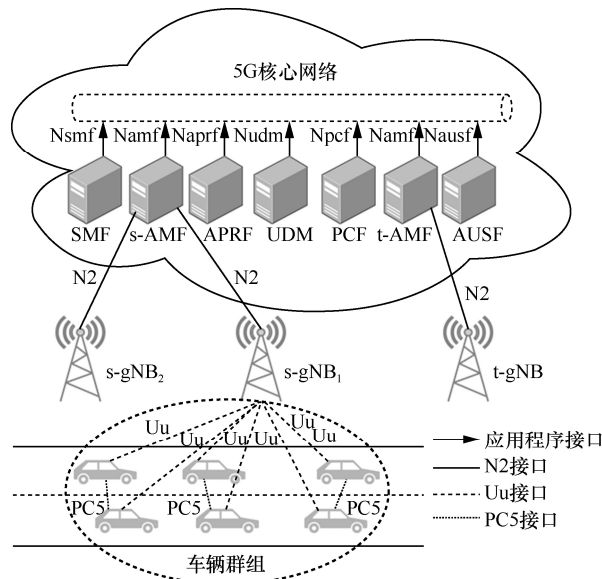 5G核心网络
Nsmf Namf Naprf Nudm Npcf Namf Nausf
SMF s-AMF APRF UDM PCF t-AMF AUSF
N2 N2 N2
s-gNB2 s-gNB1 t-gNB
Uu Uu Uu Uu Uu Uu
PC5 PC5 PC5
车辆群组
应用程序接口
N2接口
Uu接口
PC5接口